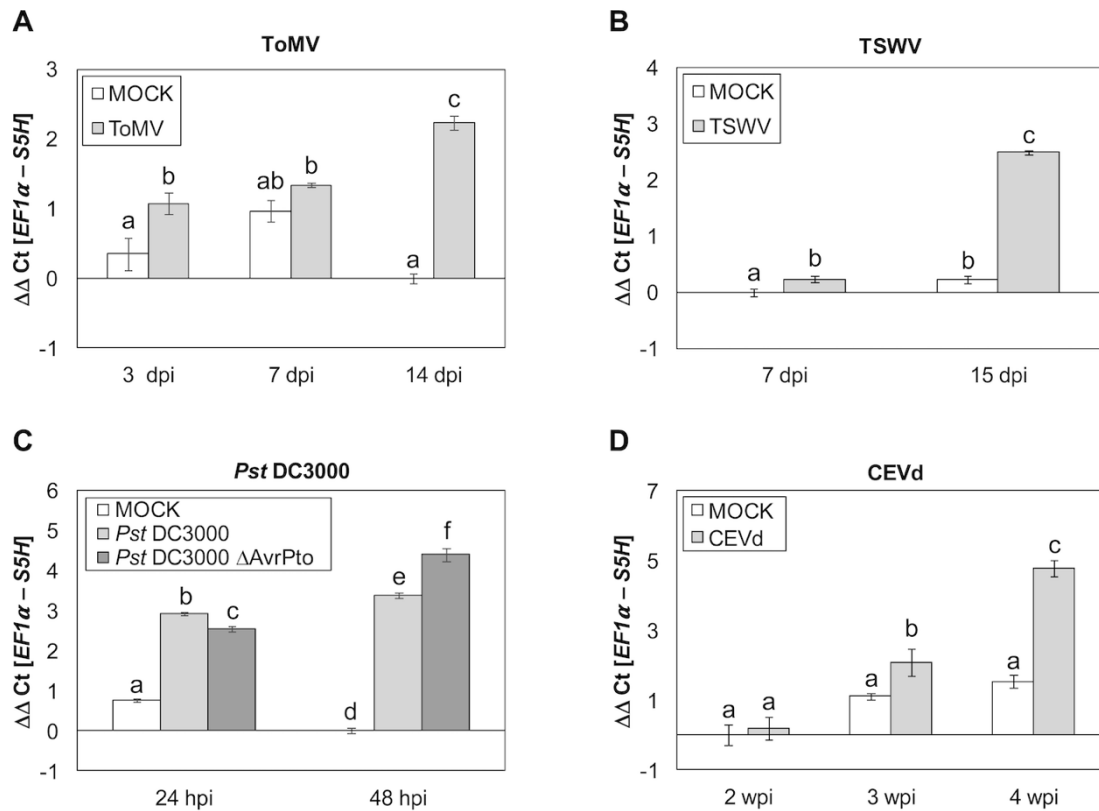 A
ToMV
ΔΔ Ct [EF1α – S5H]
3
2
1
0
-1
MOCK
ToMV
a
b
ab
b
a
c
3 dpi
7 dpi
14 dpi
B
TSWV
ΔΔ Ct [EF1α – S5H]
4
3
2
1
0
-1
MOCK
TSWV
a
b
b
c
7 dpi
15 dpi
C
Pst DC3000
ΔΔ Ct [EF1α – S5H]
6
5
4
3
2
1
0
-1
MOCK
Pst DC3000
Pst DC3000 ΔAvrPto
a
b
c
d
e
f
24 hpi
48 hpi
D
CEVd
ΔΔ Ct [EF1α – S5H]
7
5
3
1
-1
MOCK
CEVd
a
a
a
b
a
c
2 wpi
3 wpi
4 wpi